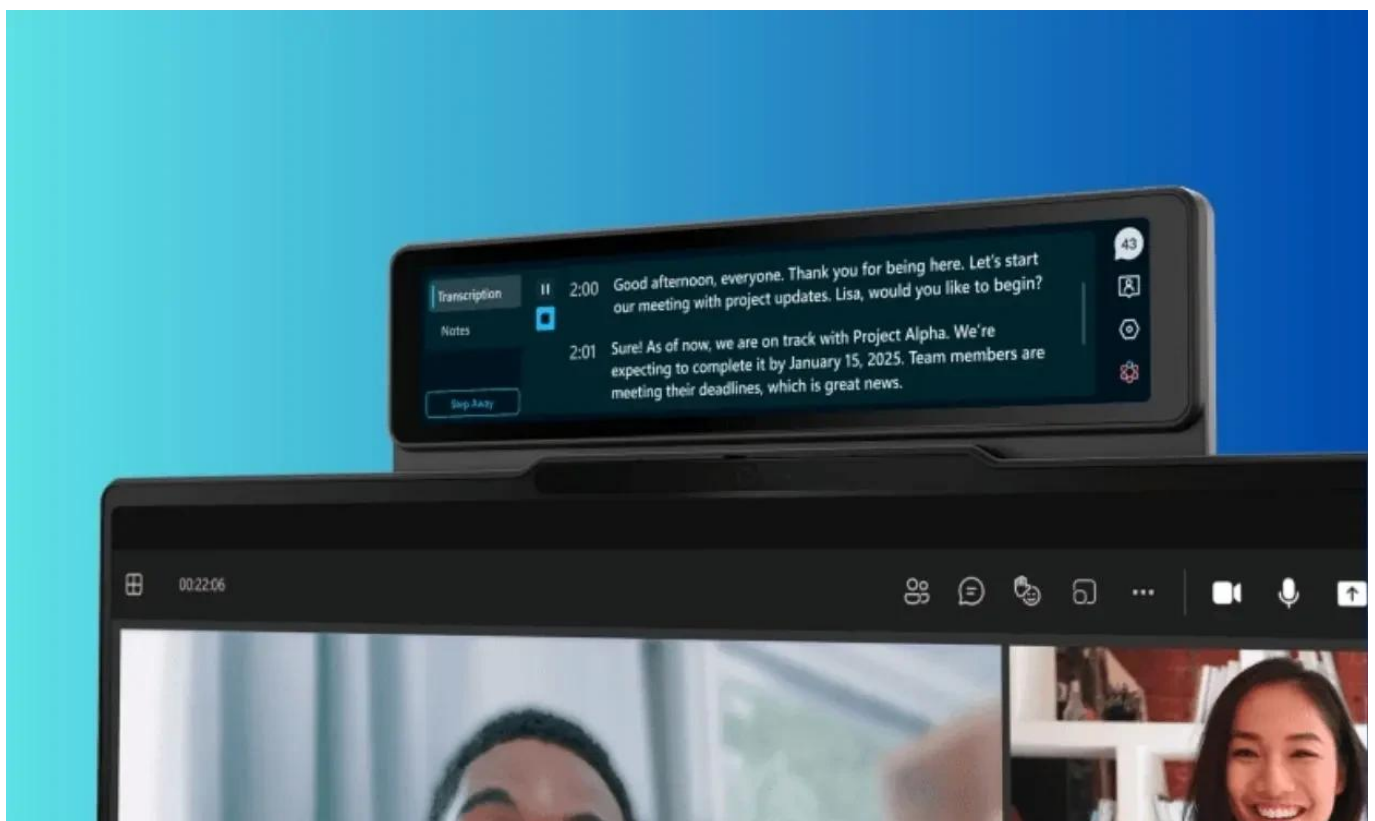 Transcription
Notes
Step Away
2:00
Good afternoon, everyone. Thank you for being here. Let's start
our meeting with project updates. Lisa, would you like to begin?
2:01
Sure! As of now, we are on track with Project Alpha. We're
expecting to complete it by January 15, 2025. Team members are
meeting their deadlines, which is great news.
43
00:22:06